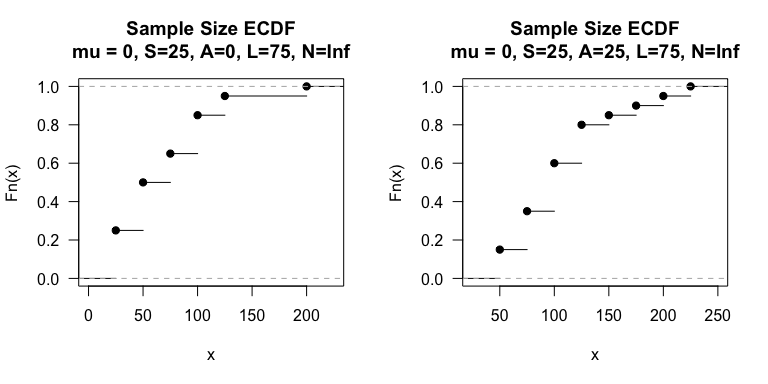 Sample Size ECDF
mu = 0, S=25, A=0, L=75, N=Inf
Fn(x)
1.0
0.8
0.6
0.4
0.2
0.0
0 50 100 150 200
x
Sample Size ECDF
mu = 0, S=25, A=25, L=75, N=Inf
Fn(x)
1.0
0.8
0.6
0.4
0.2
0.0
50 100 150 200 250
x